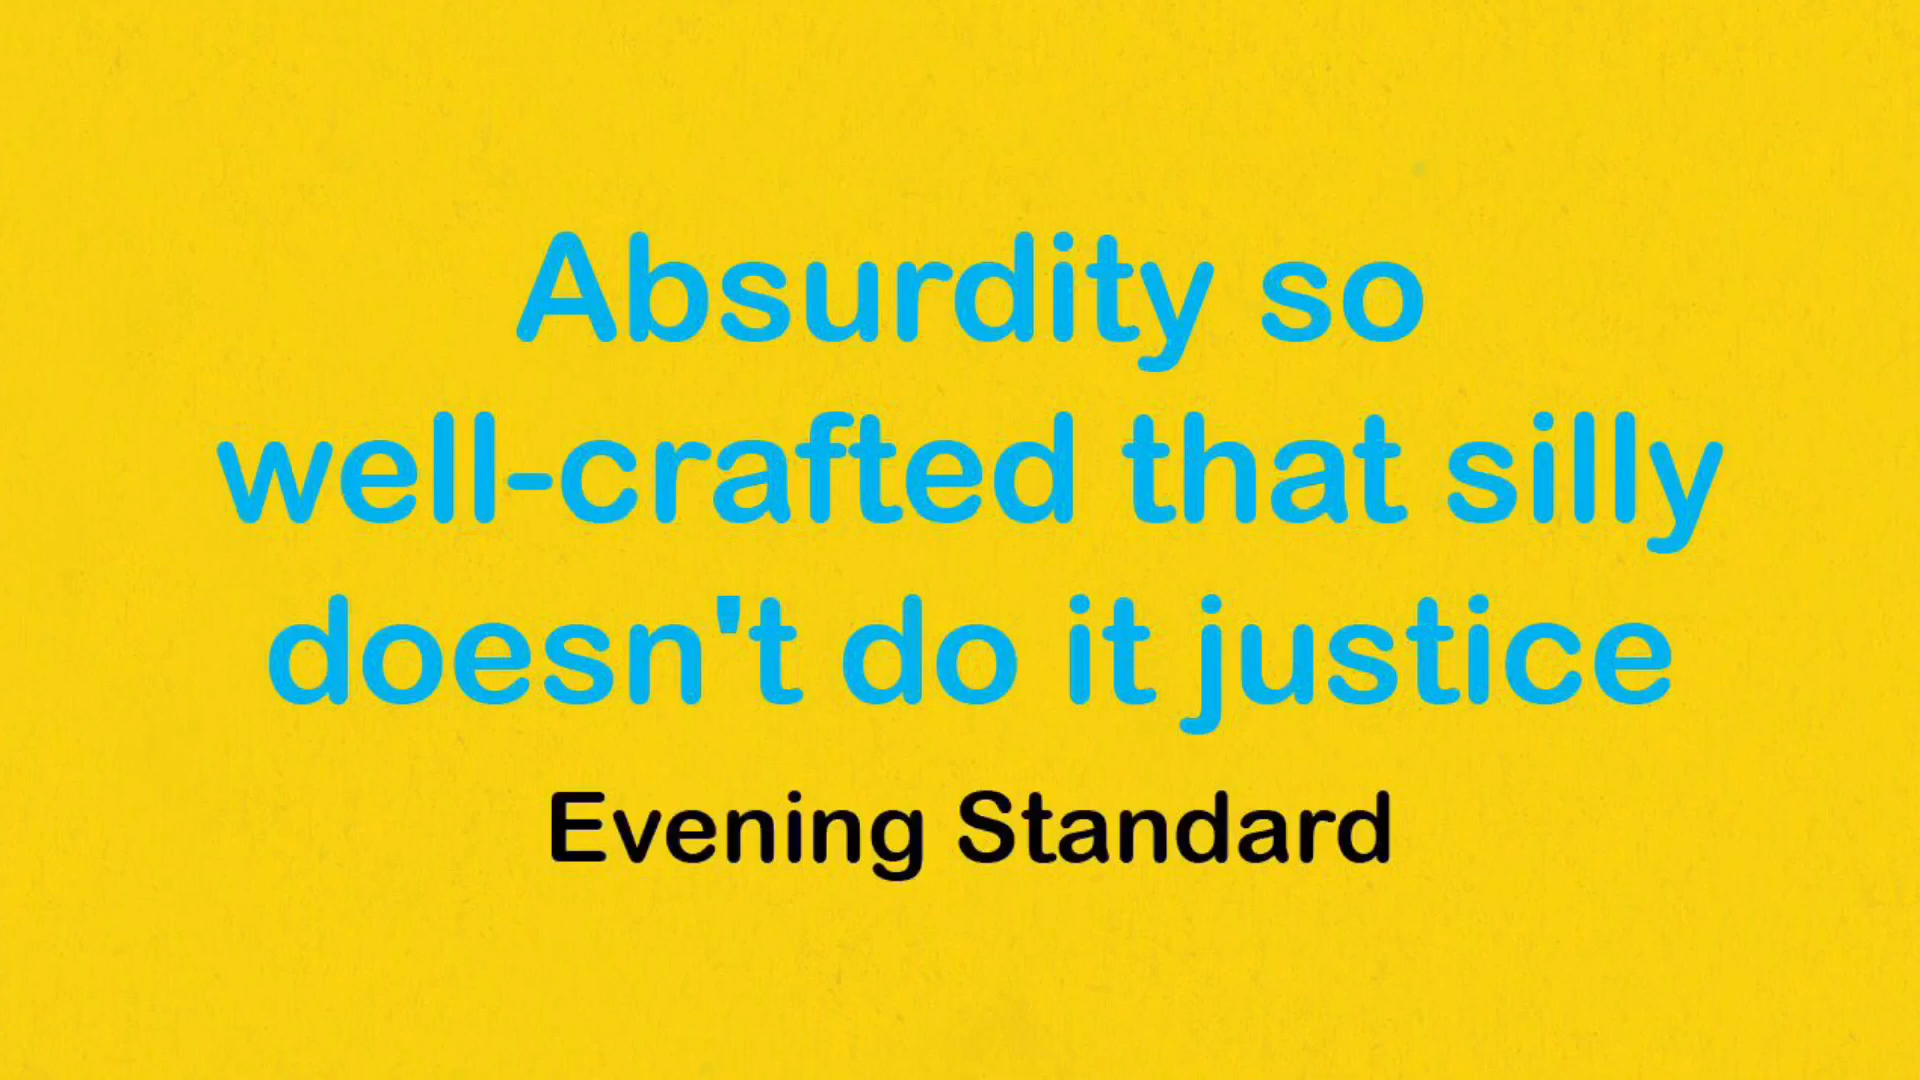 Absurdity so
well-crafted that silly
doesn't do it justice
Evening Standard